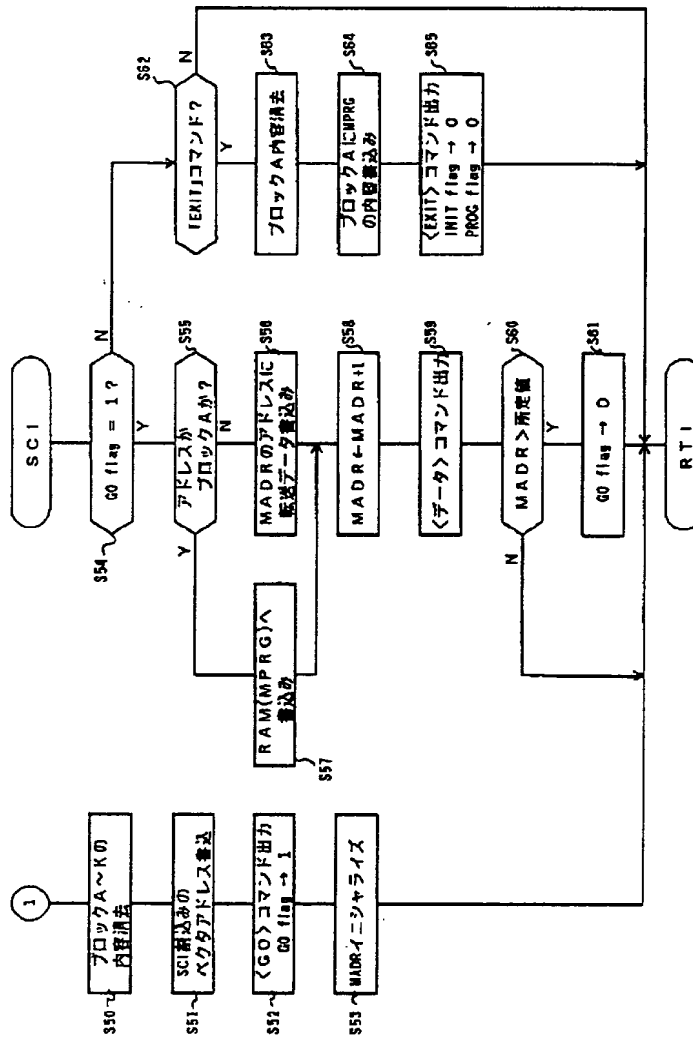 1
S50
ブロックA〜Kの
内容消去
S51
SCI割込みの
ベクタアドレス書込
S52
〈GO〉コマンド出力
GO flag → 1
S53
MADRイニシャライズ
SCI
S54
GO flag = 1?
N
Y
S55
アドレスが
ブロックAか?
Y
N
S56
MADRのアドレスに
転送データ書込み
S57
RAM(MPRG)へ
書込み
S58
MADR←MADR+1
S59
〈データ〉コマンド出力
S60
MADR>所定値
N
Y
S61
GO flag → 0
RTI
S62
「EXIT」コマンド?
N
Y
S63
ブロックA内容消去
S64
ブロックAにMPRG
の内容書込み
S65
〈EXIT〉コマンド出力
INIT flag → 0
PROG flag → 0